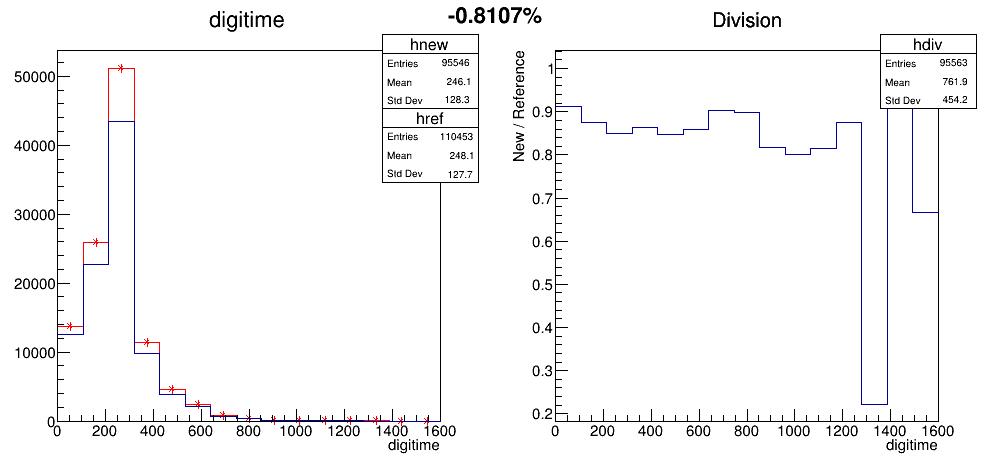 -0.8107%
digitime
hnew
Entries 95546
Mean 246.1
Std Dev 128.3
href
Entries 110453
Mean 248.1
Std Dev 127.7
50000
40000
30000
20000
10000
0
0 200 400 600 800 1000 1200 1400 1600
digitime
Division
hdiv
Entries 95563
Mean 761.9
Std Dev 454.2
New / Reference
1
0.9
0.8
0.7
0.6
0.5
0.4
0.3
0.2
0 200 400 600 800 1000 1200 1400 1600
digitime